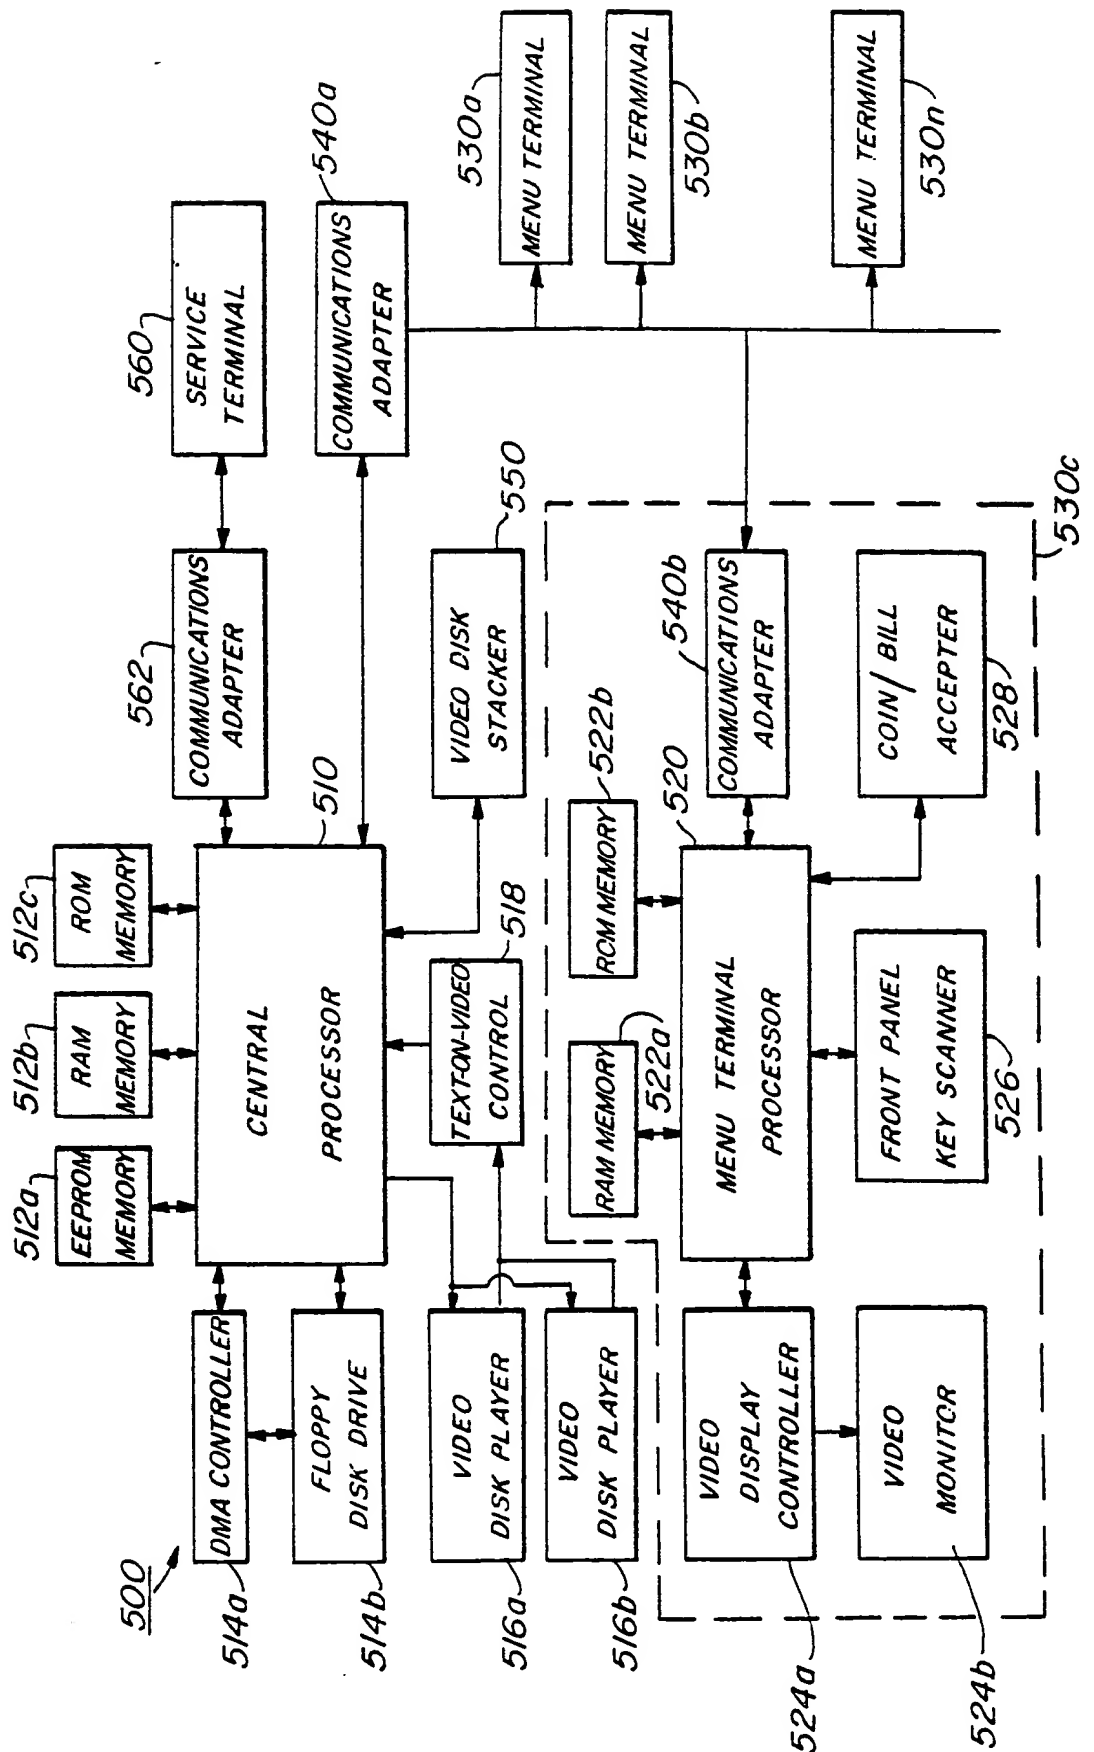 500
512a
EEPROM
MEMORY
512b
RAM
MEMORY
512c
ROM
MEMORY
514a
DMA CONTROLLER
514b
FLOPPY
DISK DRIVE
510
CENTRAL
PROCESSOR
562
COMMUNICATIONS
ADAPTER
560
SERVICE
TERMINAL
540a
COMMUNICATIONS
ADAPTER
516a
VIDEO
DISK PLAYER
516b
VIDEO
DISK PLAYER
518
TEXT-ON-VIDEO
CONTROL
550
VIDEO DISK
STACKER
530a
MENU TERMINAL
530b
MENU TERMINAL
530n
MENU TERMINAL
522a
RAM MEMORY
522b
ROM MEMORY
524a
VIDEO
DISPLAY
CONTROLLER
520
MENU TERMINAL
PROCESSOR
540b
COMMUNICATIONS
ADAPTER
524b
VIDEO
MONITOR
526
FRONT PANEL
KEY SCANNER
528
COIN/BILL
ACCEPTER
530c